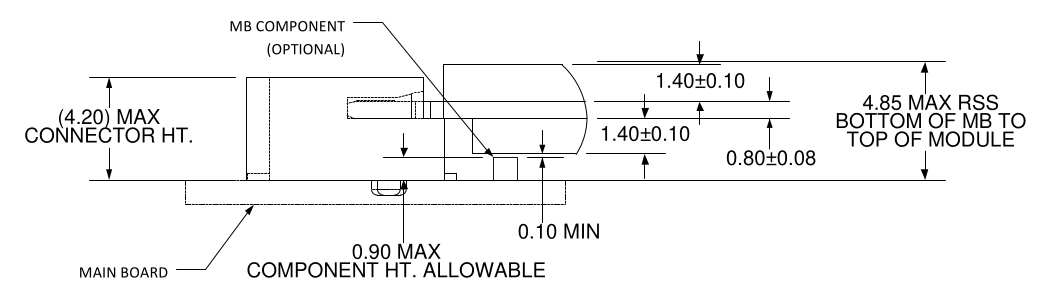 MB COMPONENT
(OPTIONAL)
1.40±0.10
(4.20) MAX
CONNECTOR HT.
4.85 MAX RSS
BOTTOM OF MB TO
TOP OF MODULE
1.40±0.10
0.80±0.08
0.10 MIN
0.90 MAX
COMPONENT HT. ALLOWABLE
MAIN BOARD